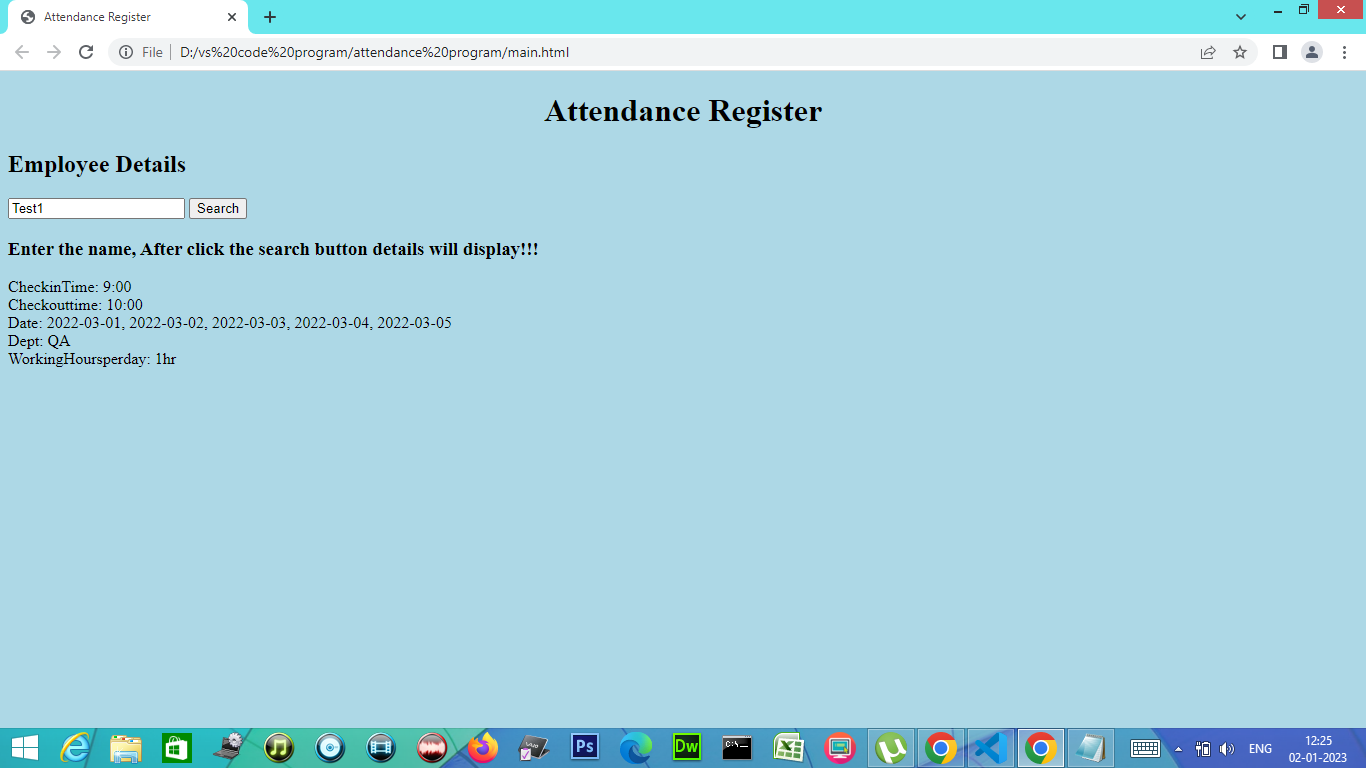 Attendance Register
File
D:/vs%20code%20program/attendance%20program/main.html
Attendance Register
Employee Details
Test1 Search
Enter the name, After click the search button details will display!!!
CheckinTime: 9:00
Checkouttime: 10:00
Date: 2022-03-01, 2022-03-02, 2022-03-03, 2022-03-04, 2022-03-05
Dept: QA
WorkingHoursperday: 1hr
Ps
Dw
C:\
ENG
12:25
02-01-2023